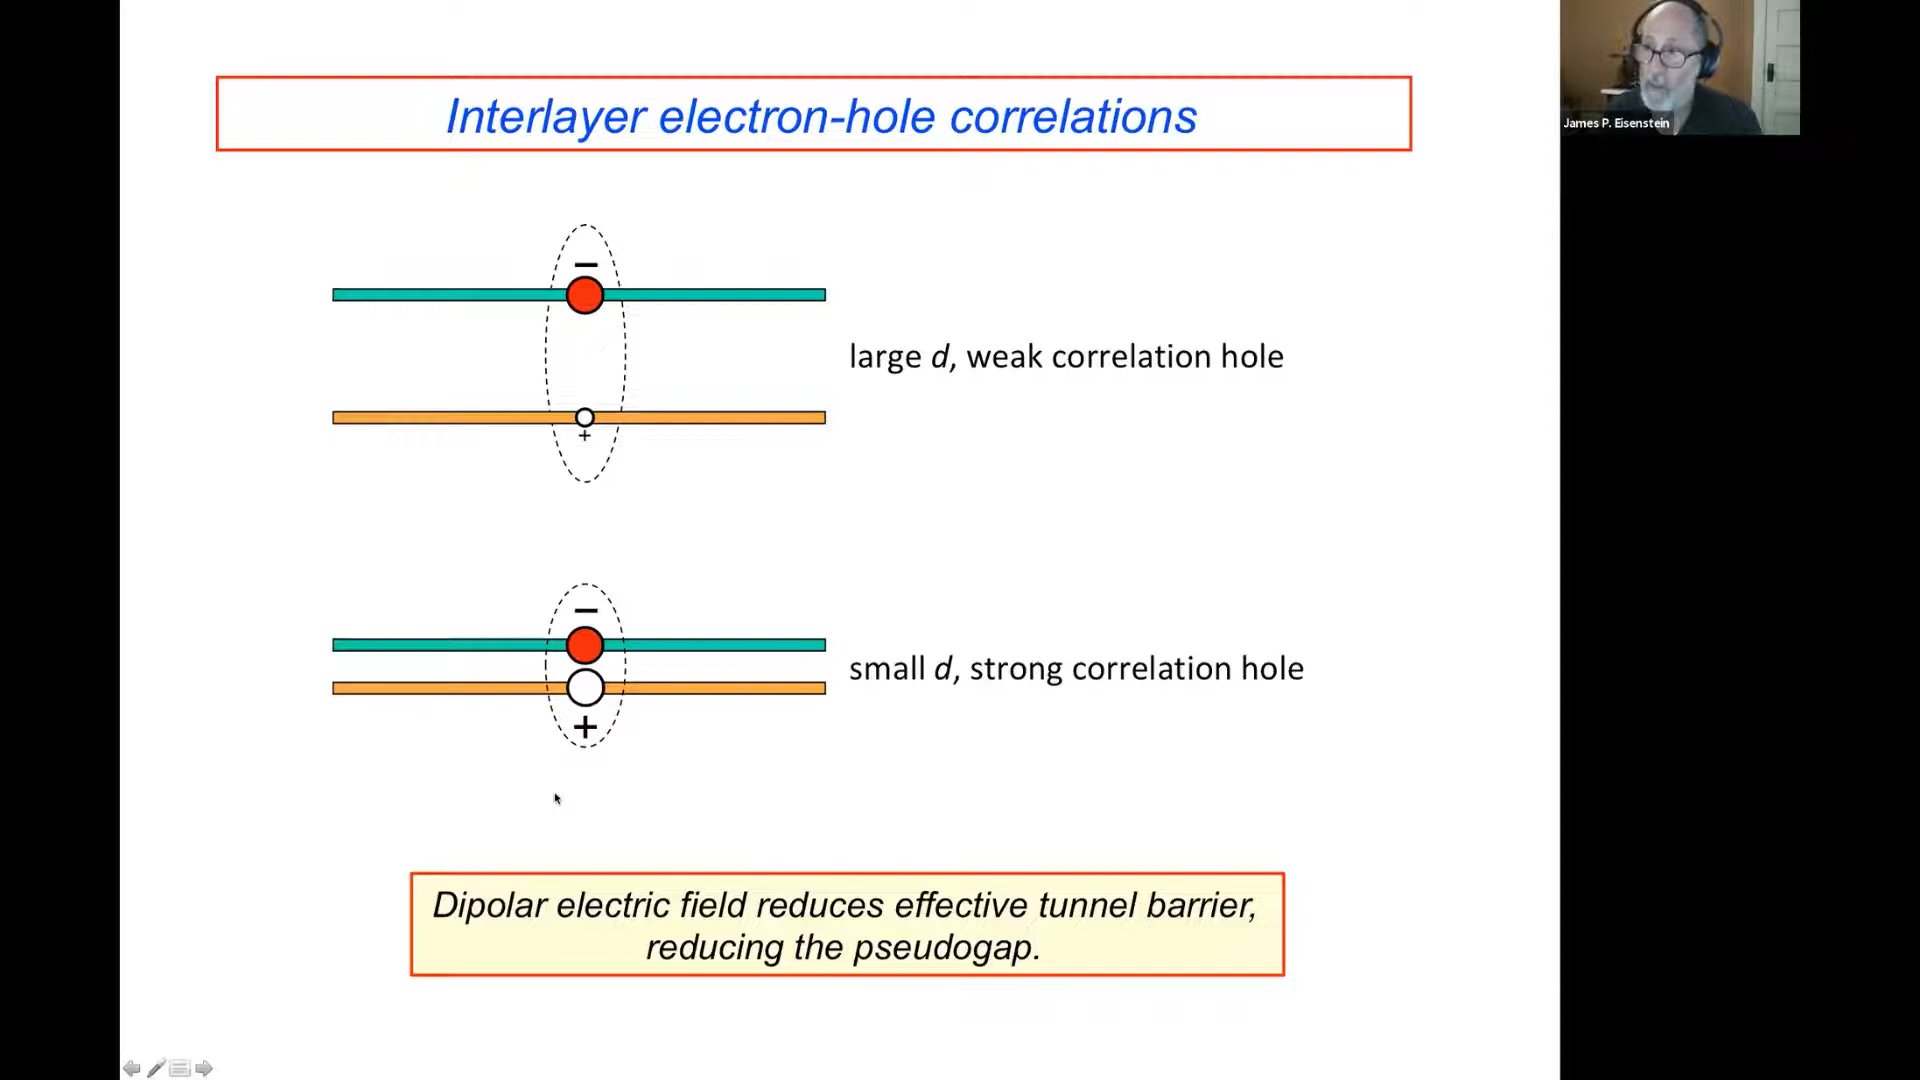 Interlayer electron-hole correlations
James P. Eisenstein
−
large d, weak correlation hole
+
−
small d, strong correlation hole
+
Dipolar electric field reduces effective tunnel barrier,
reducing the pseudogap.